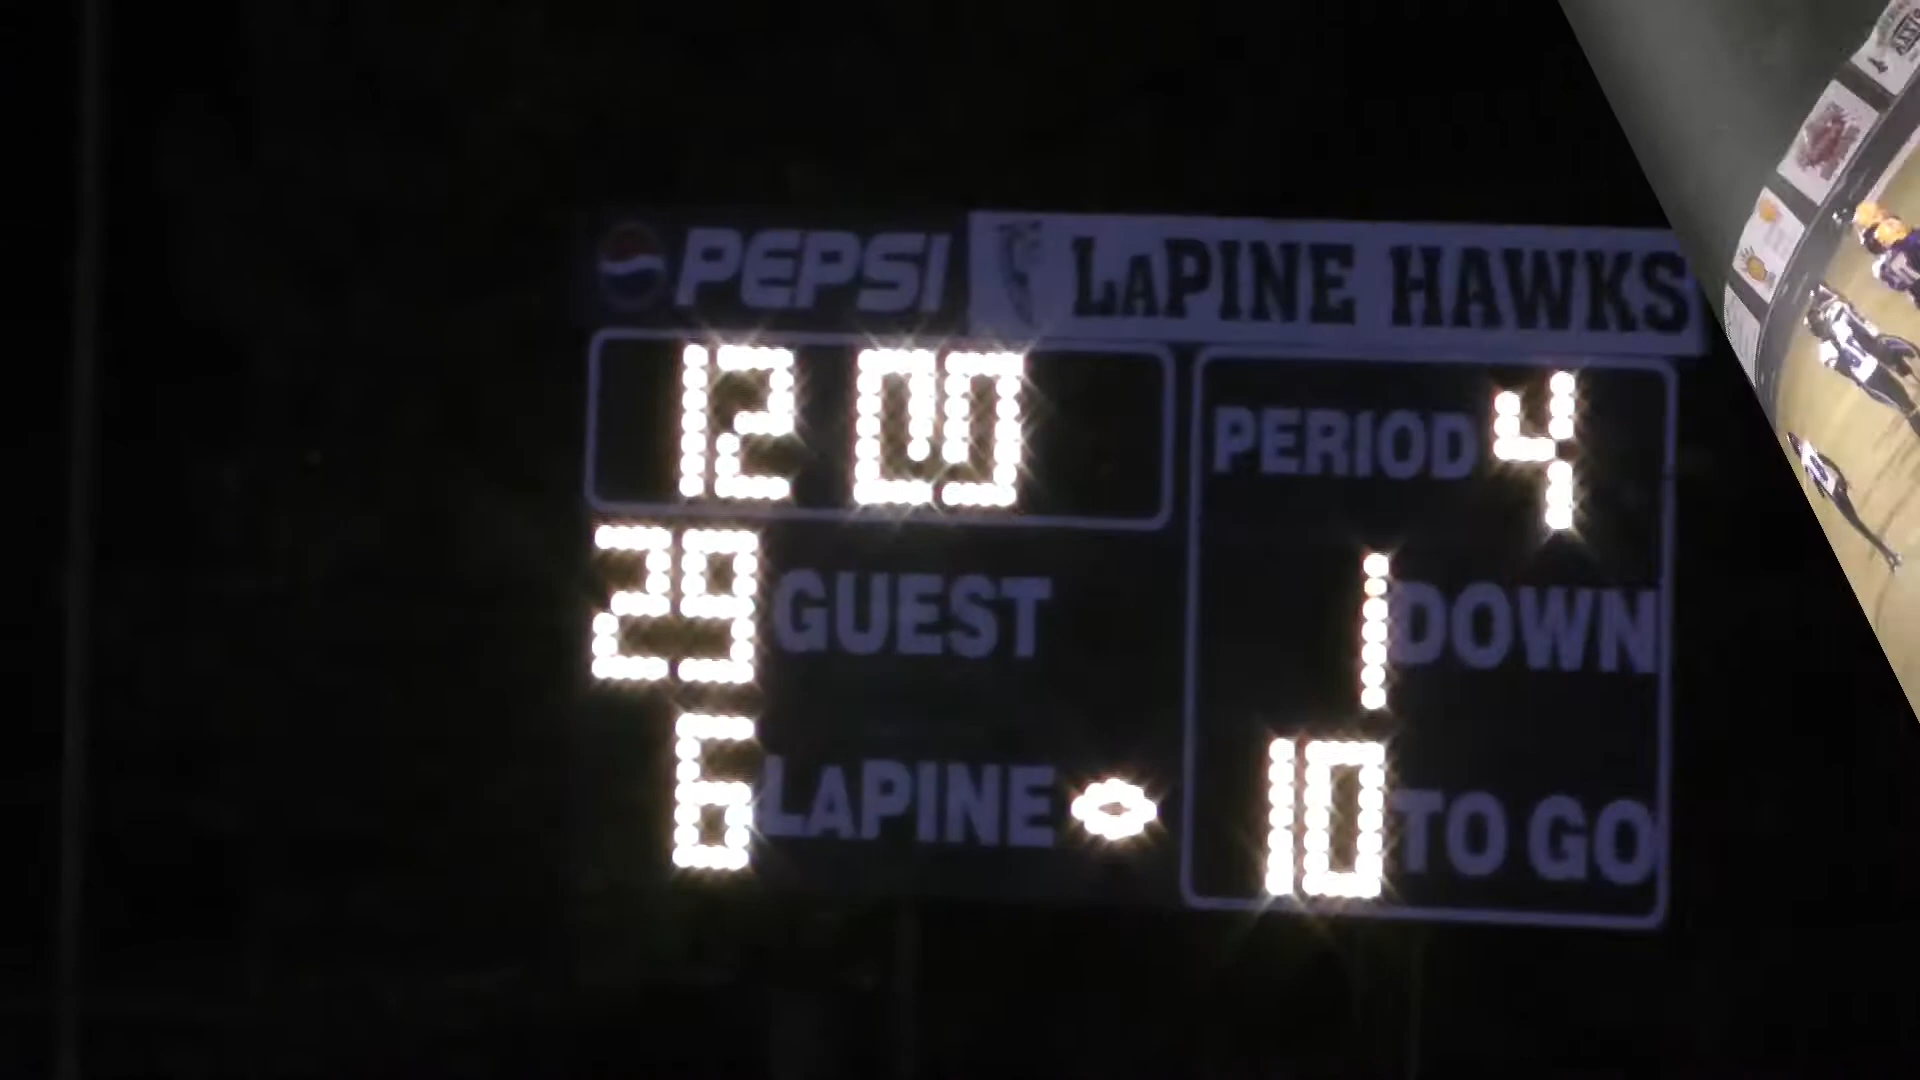 PEPSI LAPINE HAWKS
12 00 PERIOD 4
29 GUEST 1 DOWN
6 LAPINE 10 TO GO